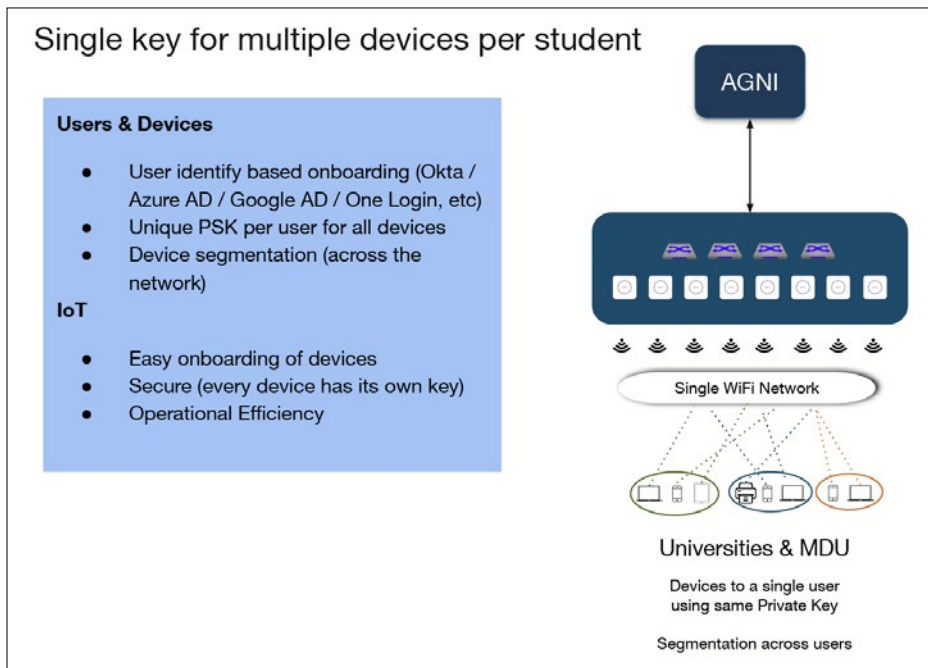 Single key for multiple devices per student
AGNI
Users & Devices
● User identify based onboarding (Okta /
Azure AD / Google AD / One Login, etc)
● Unique PSK per user for all devices
● Device segmentation (across the
network)
IoT
● Easy onboarding of devices
● Secure (every device has its own key)
● Operational Efficiency
Single WiFi Network
Universities & MDU
Devices to a single user
using same Private Key
Segmentation across users